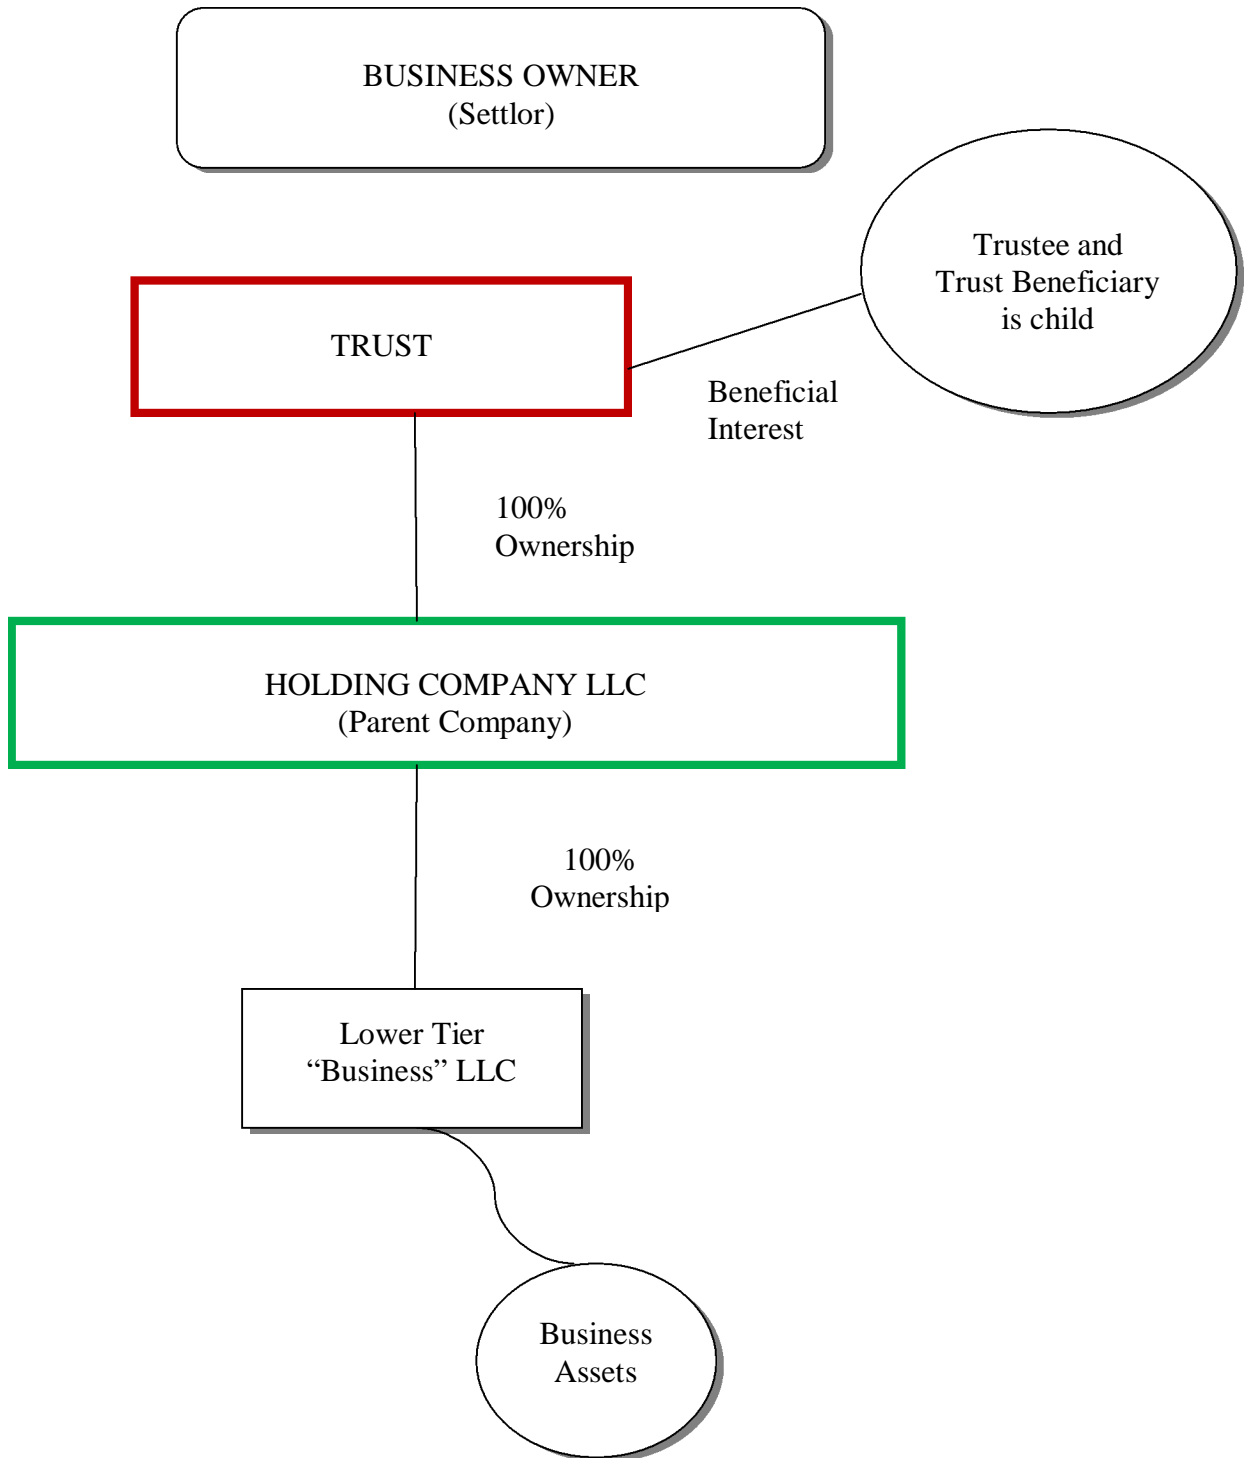 BUSINESS OWNER
(Settlor)
Trustee and
Trust Beneficiary
is child
TRUST
Beneficial
Interest
100%
Ownership
HOLDING COMPANY LLC
(Parent Company)
100%
Ownership
Lower Tier
“Business” LLC
Business
Assets